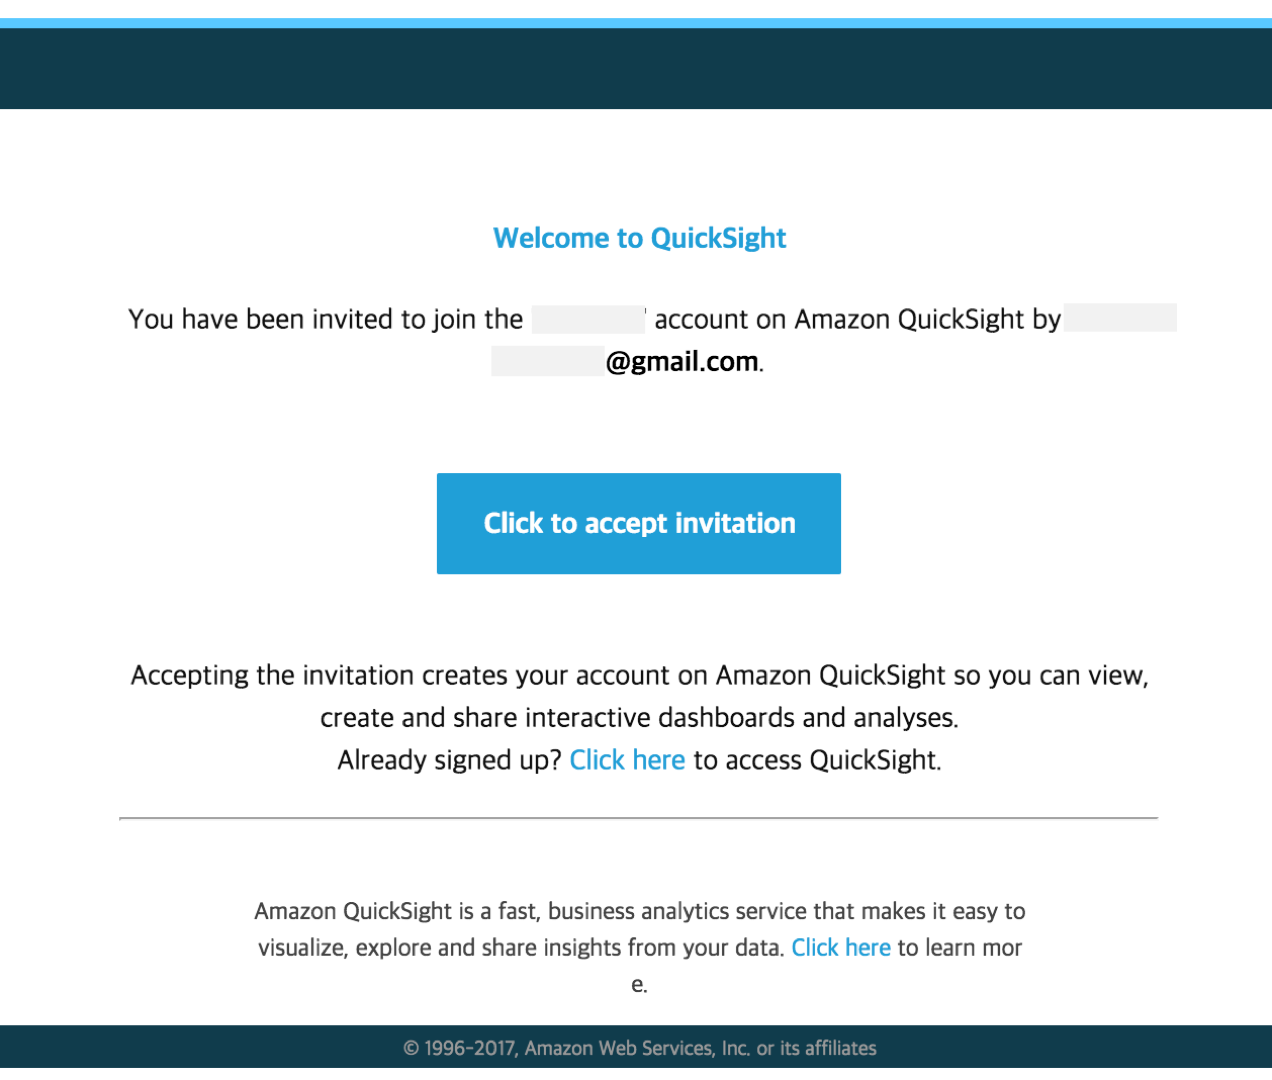 Welcome to QuickSight
You have been invited to join the ' account on Amazon QuickSight by
@gmail.com.
Click to accept invitation
Accepting the invitation creates your account on Amazon QuickSight so you can view,
create and share interactive dashboards and analyses.
Already signed up? Click here to access QuickSight.
Amazon QuickSight is a fast, business analytics service that makes it easy to
visualize, explore and share insights from your data. Click here to learn mor
e.
© 1996-2017, Amazon Web Services, Inc. or its affiliates